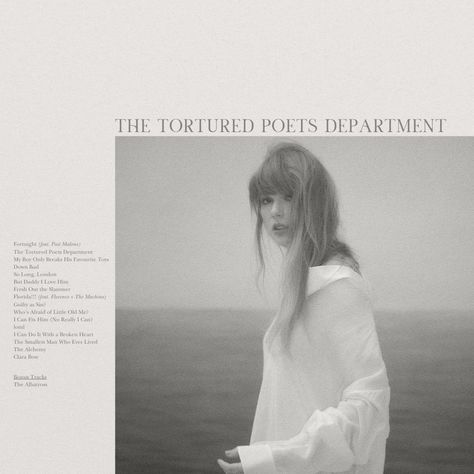 THE TORTURED POETS DEPARTMENT
Fortnight (feat. Post Malone)
The Tortured Poets Department
My Boy Only Breaks His Favourite Toys
Down Bad
So Long, London
But Daddy I Love Him
Fresh Out the Slammer
Florida!!! (feat. Florence + The Machine)
Guilty as Sin?
Who's Afraid of Little Old Me?
I Can Fix Him (No Really I Can)
loml
I Can Do It With a Broken Heart
The Smallest Man Who Ever Lived
The Alchemy
Clara Bow
Bonus Tracks
The Albatross